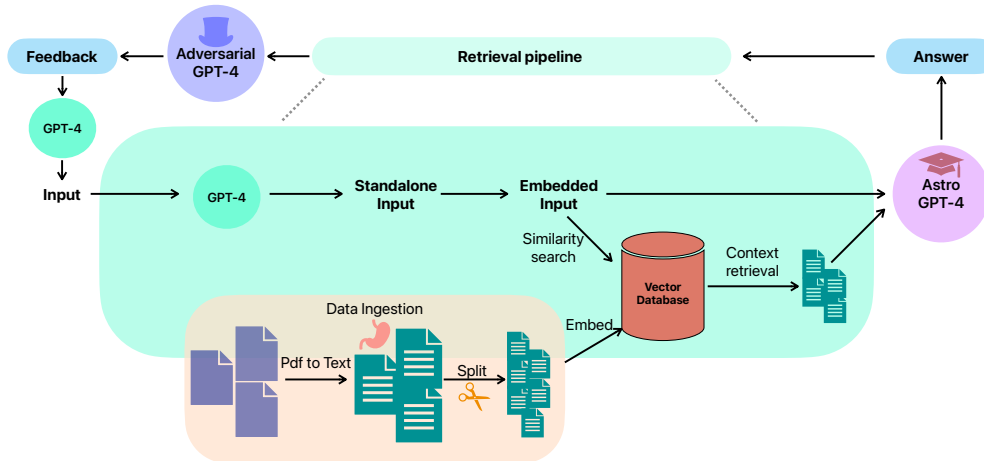 Feedback
Adversarial
GPT-4
Retrieval pipeline
Answer
GPT-4
Input
GPT-4
Standalone
Input
Embedded
Input
Astro
GPT-4
Similarity
search
Vector
Database
Context
retrieval
Data Ingestion
Embed
Pdf to Text
Split